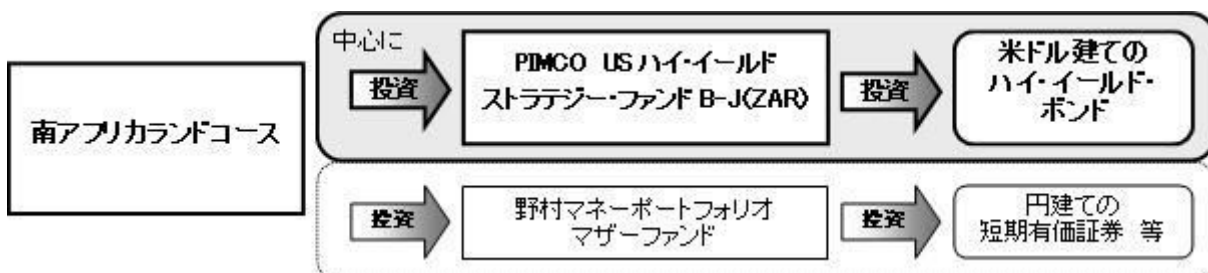 南アフリカランドコース
中心に
投資
PIMCO USハイ・イールド
ストラテジー・ファンド B-J(ZAR)
投資
米ドル建ての
ハイ・イールド・
ボンド
投資
野村マネーポートフォリオ
マザーファンド
投資
円建ての
短期有価証券 等